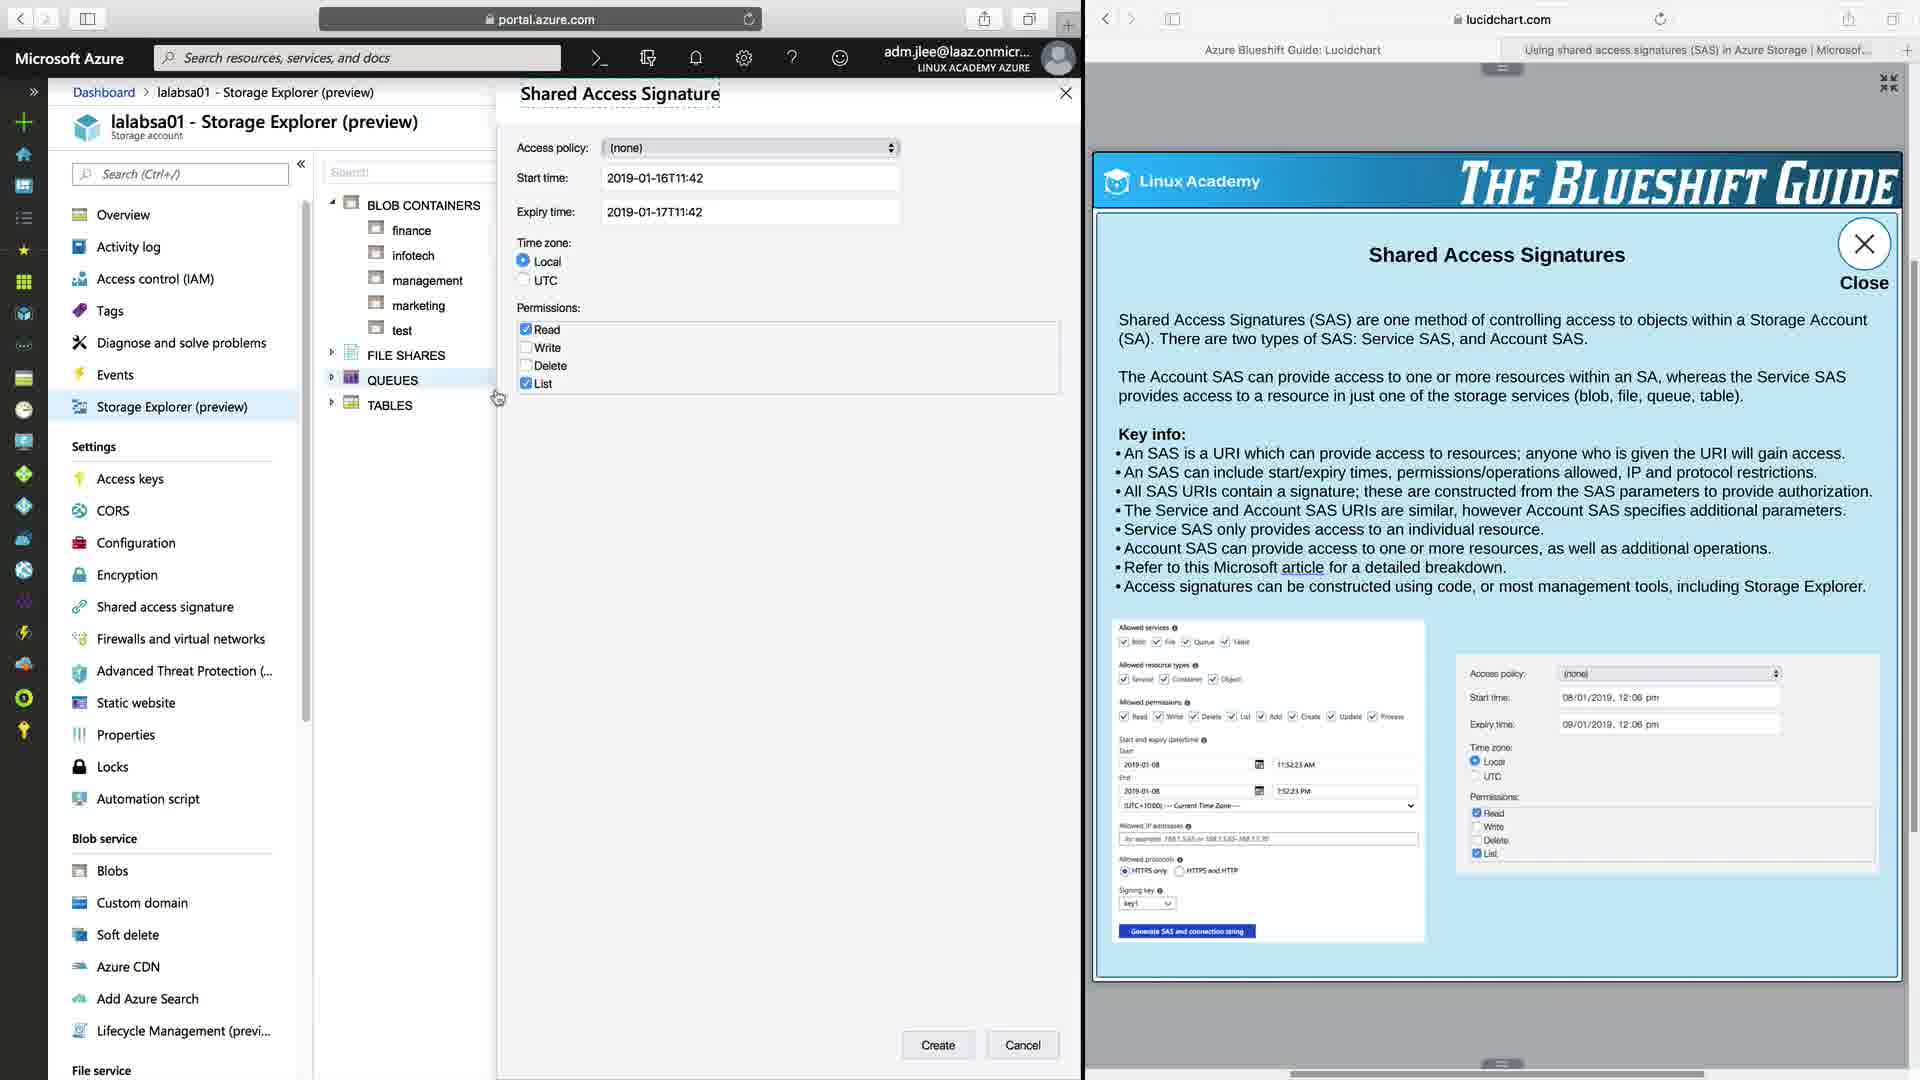 portal.azure.com
Microsoft Azure
Search resources, services, and docs
adm.jlee@laaz.onmicr...
LINUX ACADEMY AZURE
Dashboard > lalabsa01 - Storage Explorer (preview)
lalabsa01 - Storage Explorer (preview)
Storage account
Search (Ctrl+/)
Overview
Activity log
Access control (IAM)
Tags
Diagnose and solve problems
Events
Storage Explorer (preview)
Settings
Access keys
CORS
Configuration
Encryption
Shared access signature
Firewalls and virtual networks
Advanced Threat Protection (...
Static website
Properties
Locks
Automation script
Blob service
Blobs
Custom domain
Soft delete
Azure CDN
Add Azure Search
Lifecycle Management (previ...
File service
Search
BLOB CONTAINERS
finance
infotech
management
marketing
test
FILE SHARES
QUEUES
TABLES
Shared Access Signature
Access policy: (none)
Start time: 2019-01-16T11:42
Expiry time: 2019-01-17T11:42
Time zone:
Local
UTC
Permissions:
Read
Write
Delete
List
Create Cancel
lucidchart.com
Azure Blueshift Guide: Lucidchart
Using shared access signatures (SAS) in Azure Storage | Microsof...
Linux Academy
THE BLUESHIFT GUIDE
Shared Access Signatures
Close
Shared Access Signatures (SAS) are one method of controlling access to objects within a Storage Account
(SA). There are two types of SAS: Service SAS, and Account SAS.
The Account SAS can provide access to one or more resources within an SA, whereas the Service SAS
provides access to a resource in just one of the storage services (blob, file, queue, table).
Key info:
• An SAS is a URI which can provide access to resources; anyone who is given the URI will gain access.
• An SAS can include start/expiry times, permissions/operations allowed, IP and protocol restrictions.
• All SAS URIs contain a signature; these are constructed from the SAS parameters to provide authorization.
• The Service and Account SAS URIs are similar, however Account SAS specifies additional parameters.
• Service SAS only provides access to an individual resource.
• Account SAS can provide access to one or more resources, as well as additional operations.
• Refer to this Microsoft article for a detailed breakdown.
• Access signatures can be constructed using code, or most management tools, including Storage Explorer.
Allowed services
Blob File Queue Table
Allowed resource types
Service Container Object
Allowed permissions
Read Write Delete List Add Create Update Process
Start and expiry date/time
Start
2019-01-08 11:52:23 AM
End
2019-01-08 7:52:23 PM
(UTC+10:00) --- Current Time Zone ---
Allowed IP addresses
Allowed protocols
HTTPS only HTTPS and HTTP
Signing key
key1
Generate SAS and connection string
Access policy: (none)
Start time: 08/01/2019, 12:06 pm
Expiry time: 09/01/2019, 12:06 pm
Time zone:
Local
UTC
Permissions:
Read
Write
Delete
List